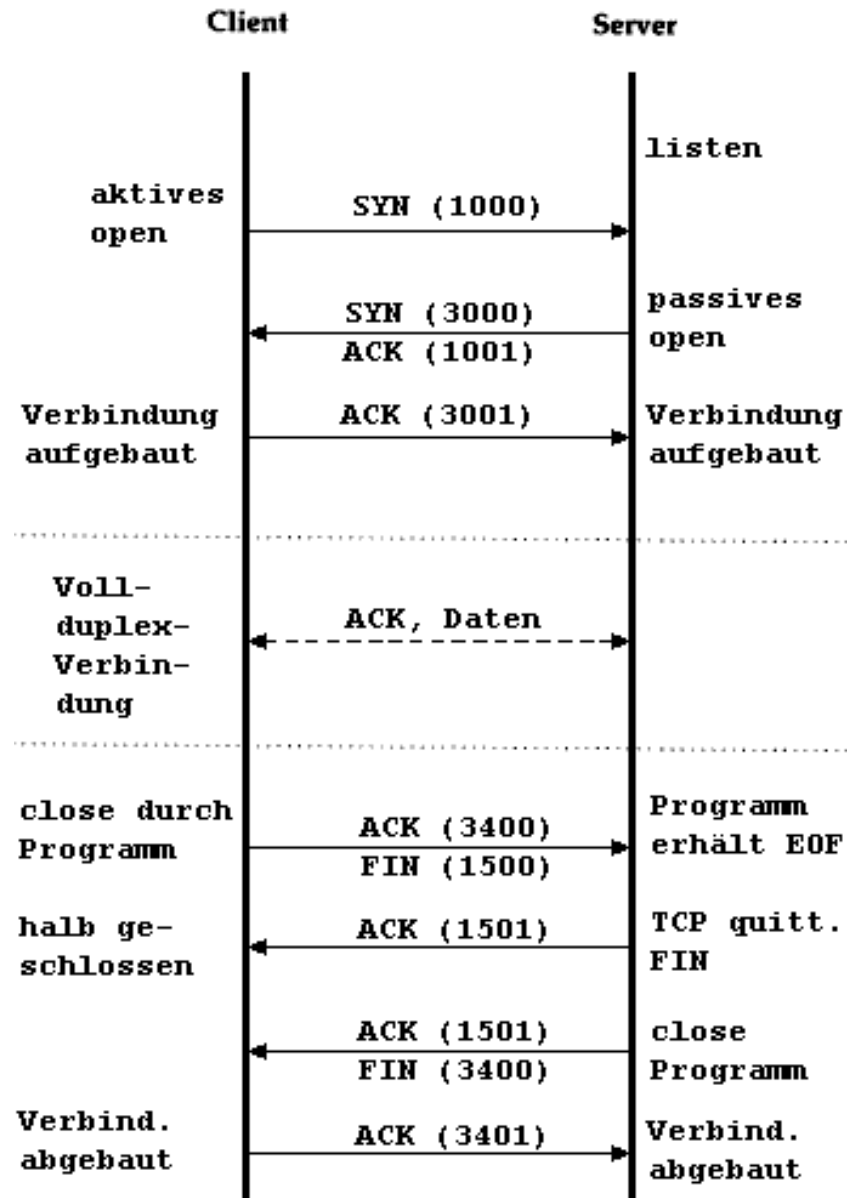 Client
Server
listen
aktives
open
SYN (1000)
passives
open
SYN (3000)
ACK (1001)
Verbindung
aufgebaut
ACK (3001)
Verbindung
aufgebaut
Voll-
duplex-
Verbin-
dung
ACK, Daten
close durch
Programm
ACK (3400)
FIN (1500)
Programm
erhält EOF
halb ge-
schlossen
ACK (1501)
TCP quitt.
FIN
ACK (1501)
FIN (3400)
close
Programm
Verbind.
abgebaut
ACK (3401)
Verbind.
abgebaut